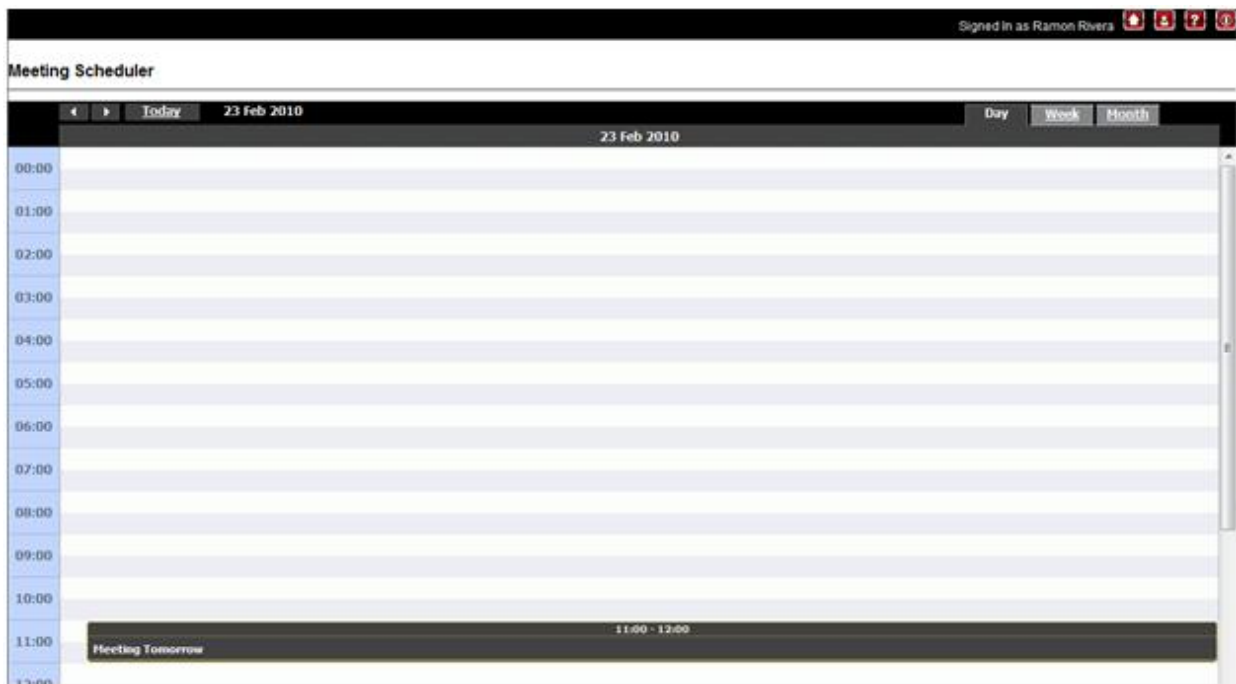 Signed in as Ramon Rivera ?
Meeting Scheduler
Today 23 Feb 2010 Day Week Month
23 Feb 2010
00:00
01:00
02:00
03:00
04:00
05:00
06:00
07:00
08:00
09:00
10:00
11:00 - 12:00
11:00
Meeting Tomorrow
12:00